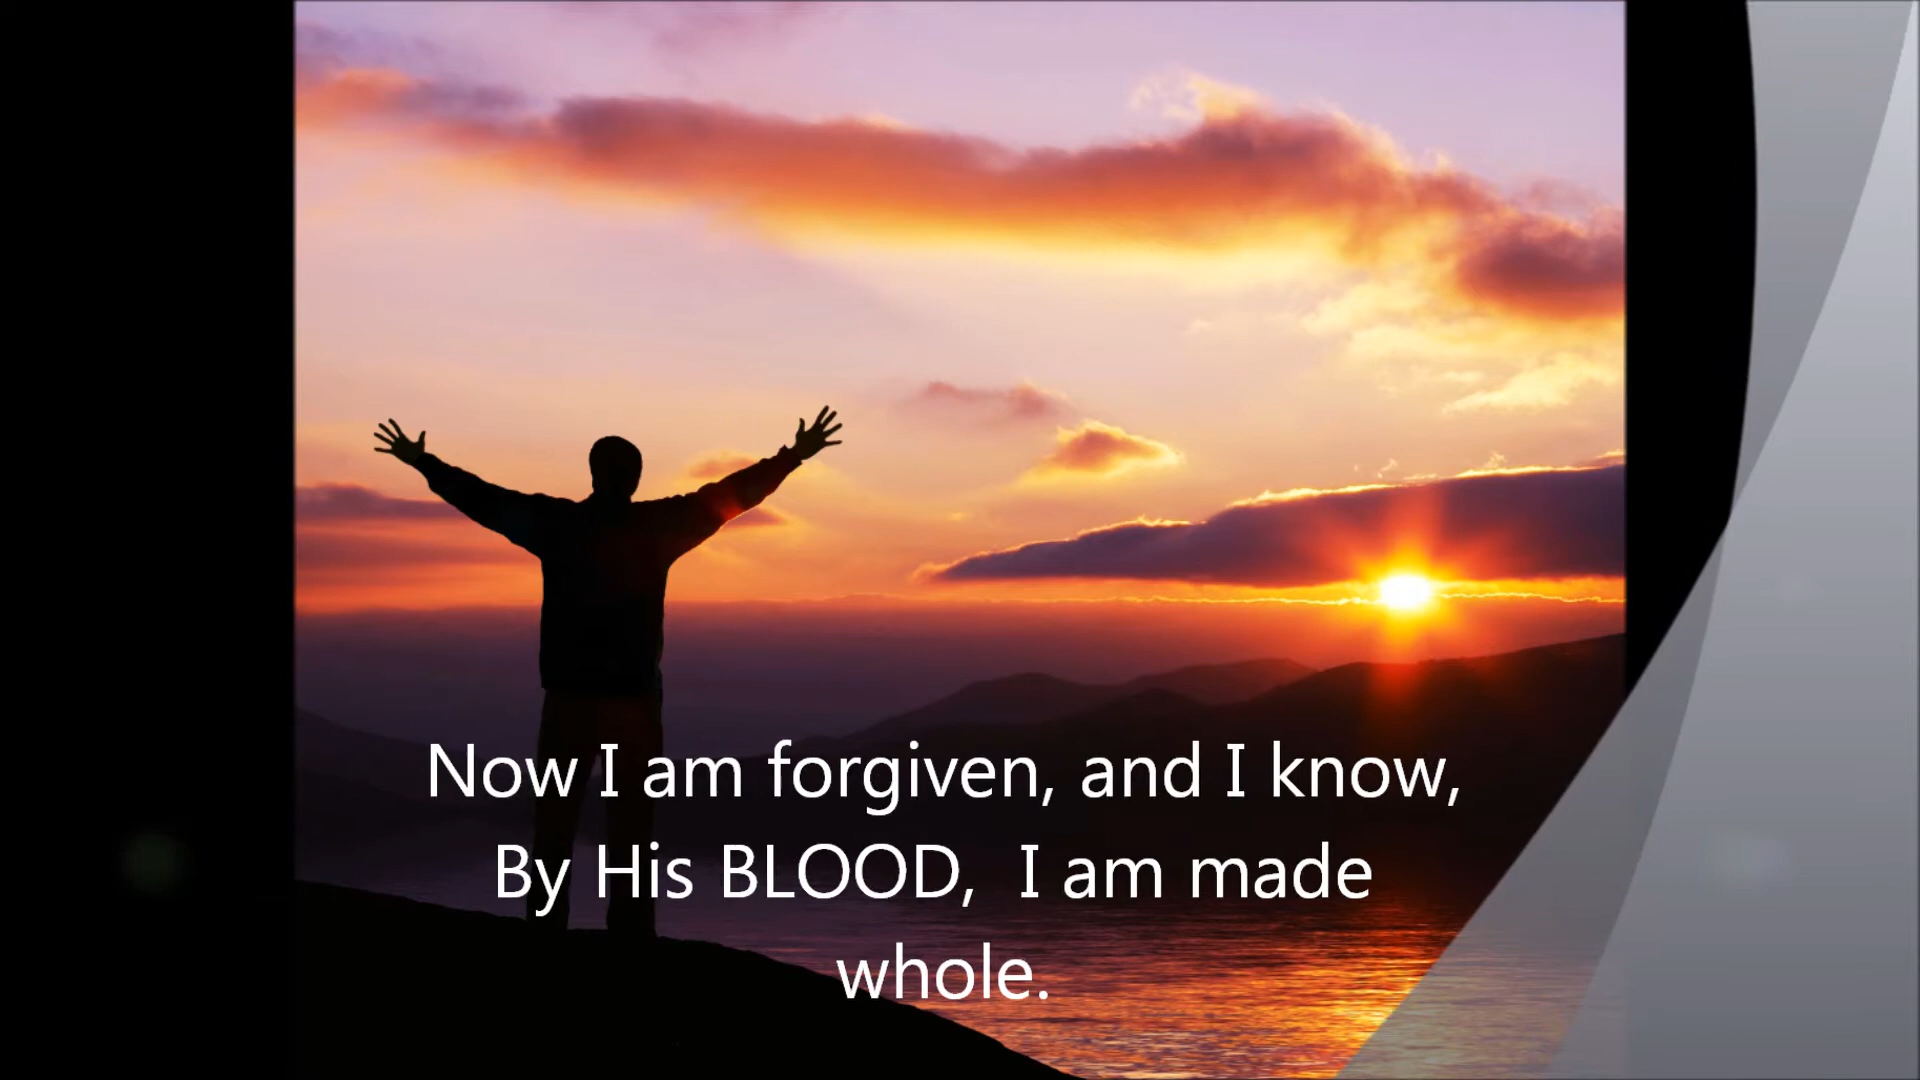 Now I am forgiven, and I know,
By His BLOOD,  I am made
whole.